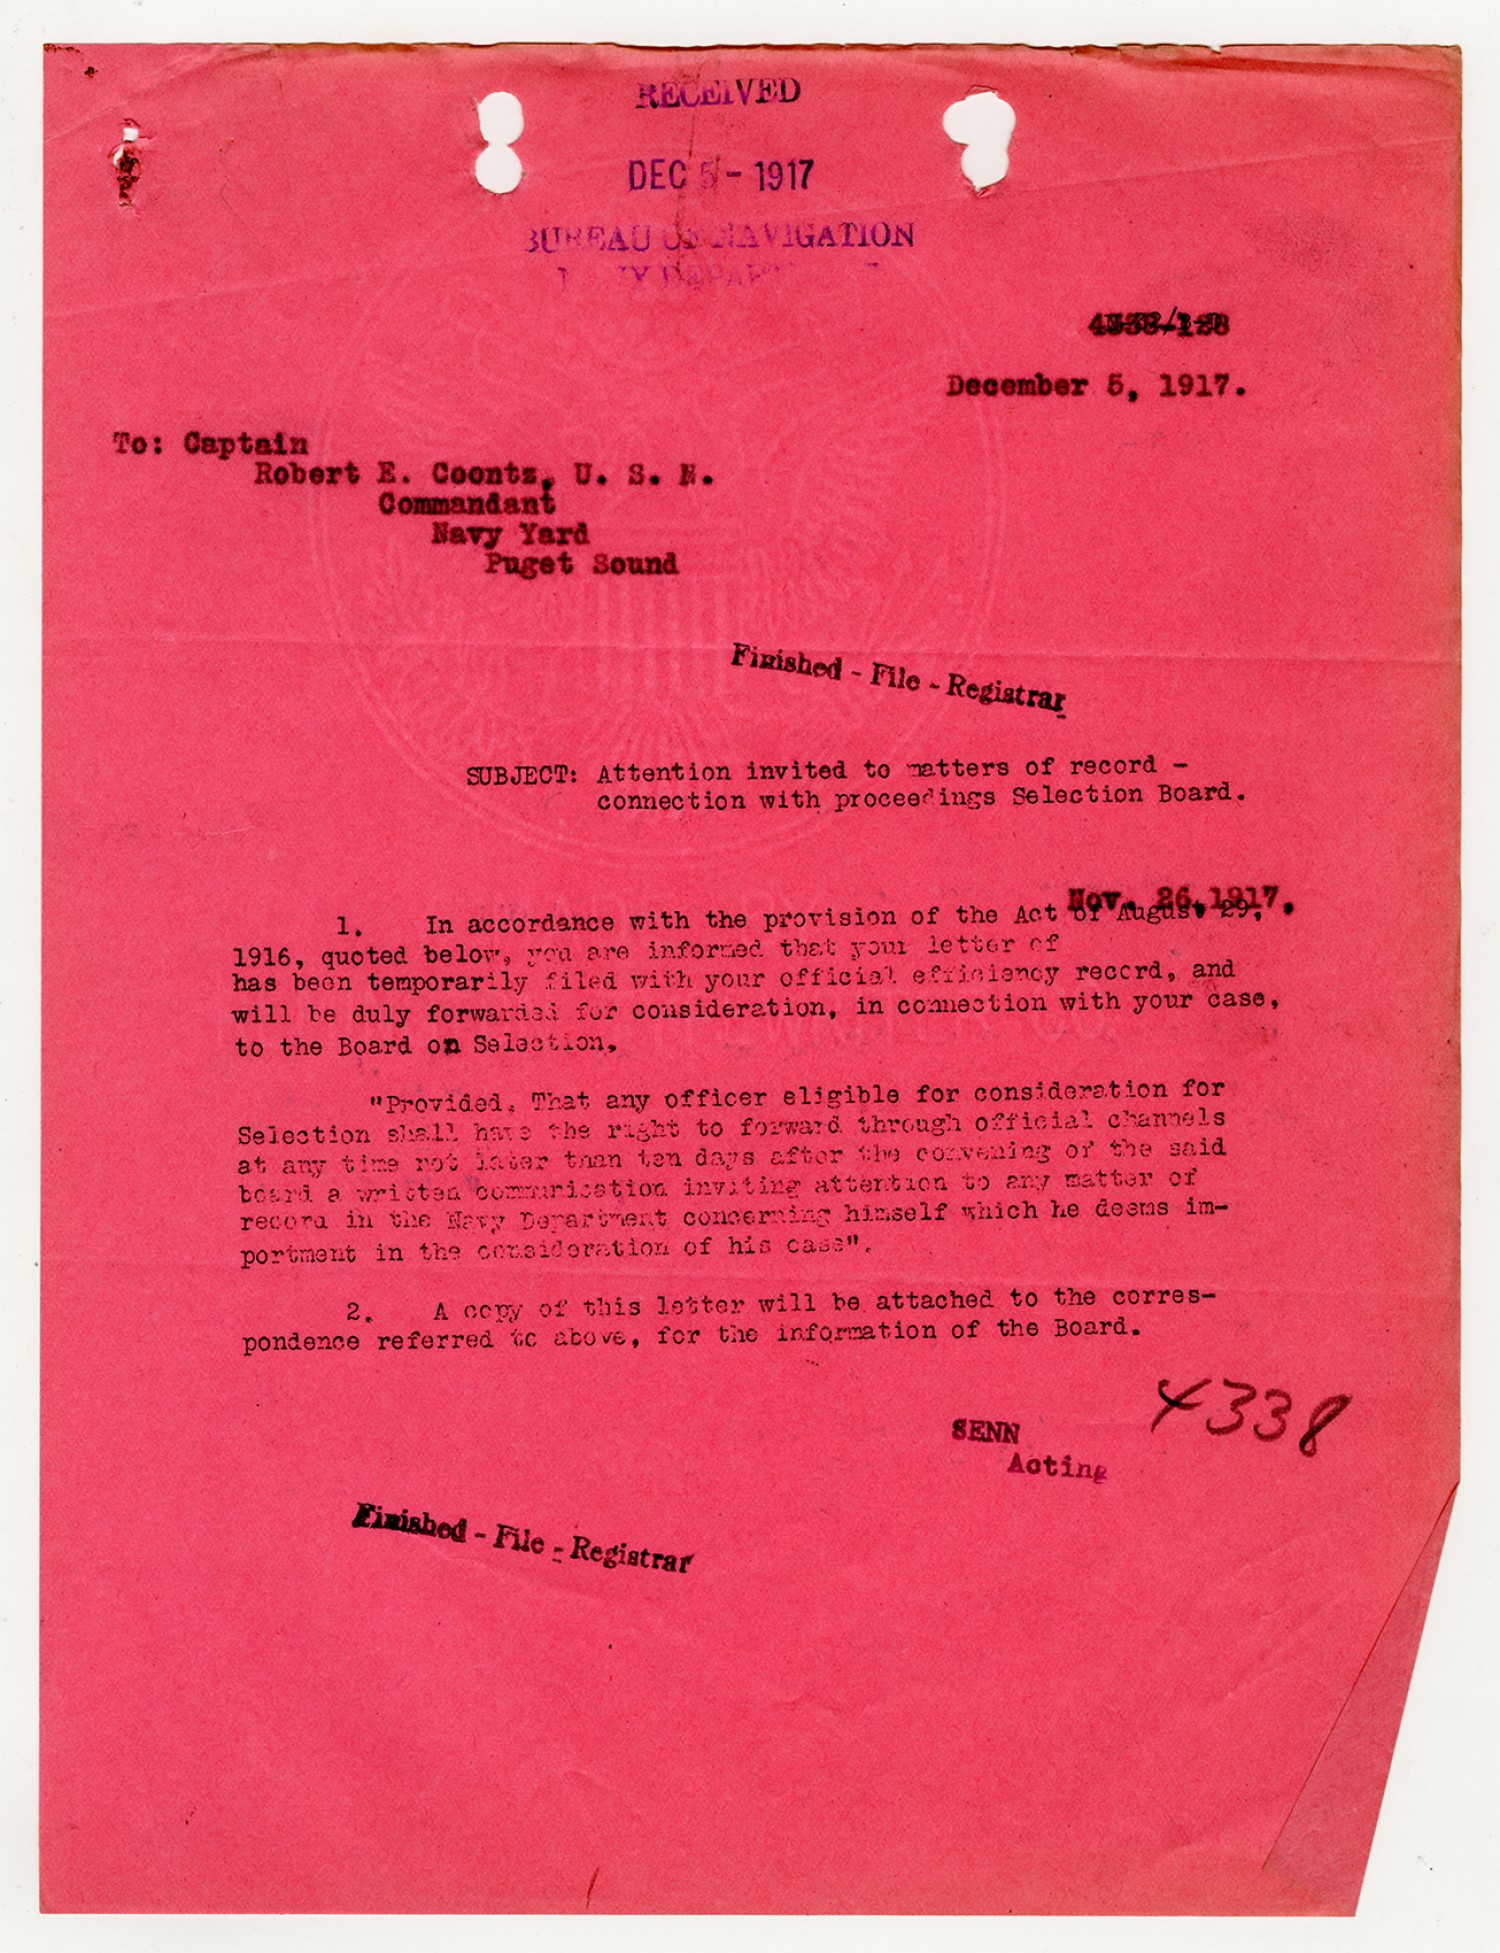 RECEIVED
DEC 5 - 1917
BUREAU OF NAVIGATION
NAVY DEPARTMENT
December 5, 1917.
To: Captain
Robert E. Coontz, U. S. N.
Commandant
Navy Yard
Puget Sound
Finished - File - Registrar
SUBJECT: Attention invited to matters of record -
connection with proceedings Selection Board.
Nov. 26, 1917.
1. In accordance with the provision of the Act of August 29,
1916, quoted below, you are informed that your letter of
has been temporarily filed with your official efficiency record, and
will be duly forwarded for consideration, in connection with your case,
to the Board on Selection.
"Provided, That any officer eligible for consideration for
Selection shall have the right to forward through official channels
at any time not later than ten days after the convening of the said
board a written communication inviting attention to any matter of
record in the Navy Department concerning himself which he deems im-
portment in the consideration of his case".
2. A copy of this letter will be attached to the corres-
pondence referred to above, for the information of the Board.
4338
SENN
Acting
Finished - File - Registrar